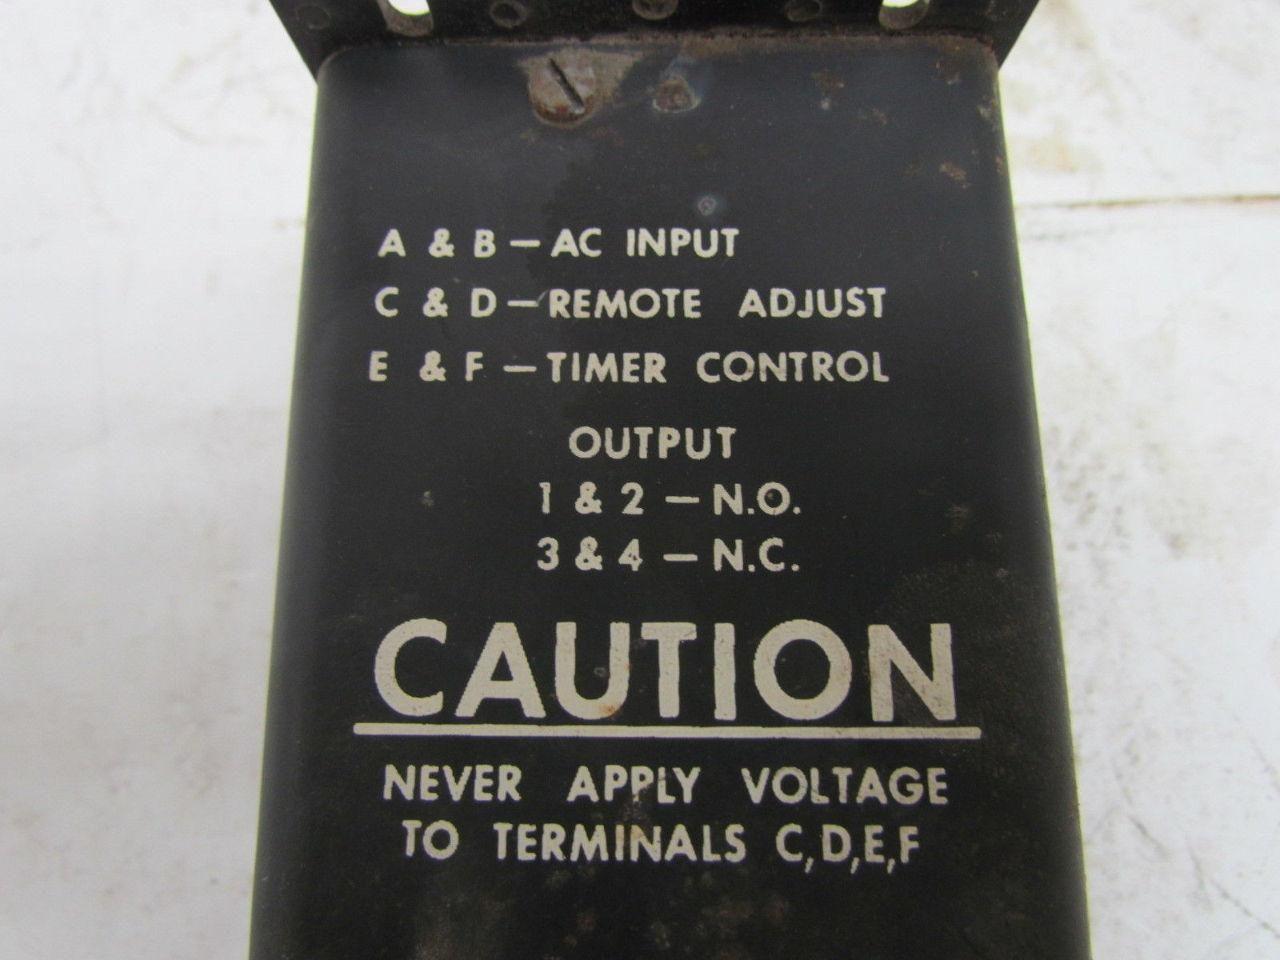 A & B — AC INPUT
C & D — REMOTE ADJUST
E & F — TIMER CONTROL
OUTPUT
1 & 2 — N.O.
3 & 4 — N.C.
CAUTION
NEVER APPLY VOLTAGE
TO TERMINALS C,D,E,F